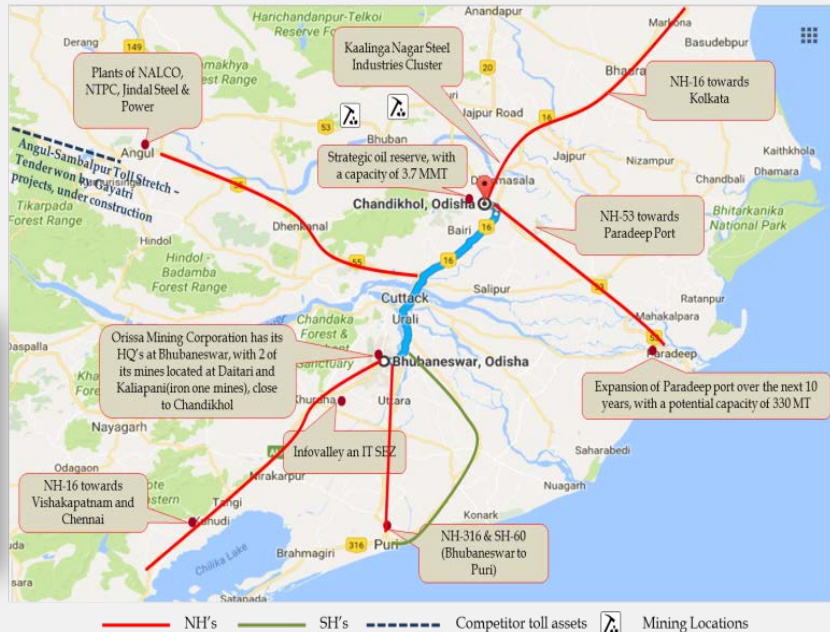 Anandapur
Harichandanpur-Telkoi
Reserve Forest
Markona
Basudebpur
Derang
149
Plants of NALCO,
NTPC, Jindal Steel &
Power
Kaalinga Nagar Steel
Industries Cluster
20
Jajpur Road
16
NH-16 towards
Kolkata
53
Bhuban
Strategic oil reserve, with
a capacity of 3.7 MMT
Jajpur
Nizampur
Kaithkhola
Chandbali
Dhamara
Angul
Angul-Sambalpur Toll Stretch –
Tender won by Gayatri
projects, under construction
Tikarpada
Forest Range
Chandikhol, Odisha
16
Bairi
NH-53 towards
Paradeep Port
Bhitarkanika
National Park
Hindol
Dhenkanal
Hindol -
Badamba
Forest Range
55
16
Cuttack
Salipur
53
Ratanpur
Mahakalpara
Urali
Chandaka
Forest &
Sanctuary
Orissa Mining Corporation has its
HQ's at Bhubaneswar, with 2 of
its mines located at Daitari and
Kaliapani(iron one mines), close
to Chandikhol
Bhubaneswar, Odisha
Paradeep
Expansion of Paradeep port over the next 10
years, with a potential capacity of 330 MT
Daspalla
Khurdha
Uttara
Nayagarh
Infovalley an IT SEZ
Saharabedi
Odagaon
Nirakarpur
Nuagarh
NH-16 towards
Vishakapatnam and
Chennai
Tangi
Konark
NH-316 & SH-60
(Bhubaneswar to
Puri)
Chilika Lake
Brahmagiri
316
Puri
Satapada
NH's
SH's
Competitor toll assets
Mining Locations